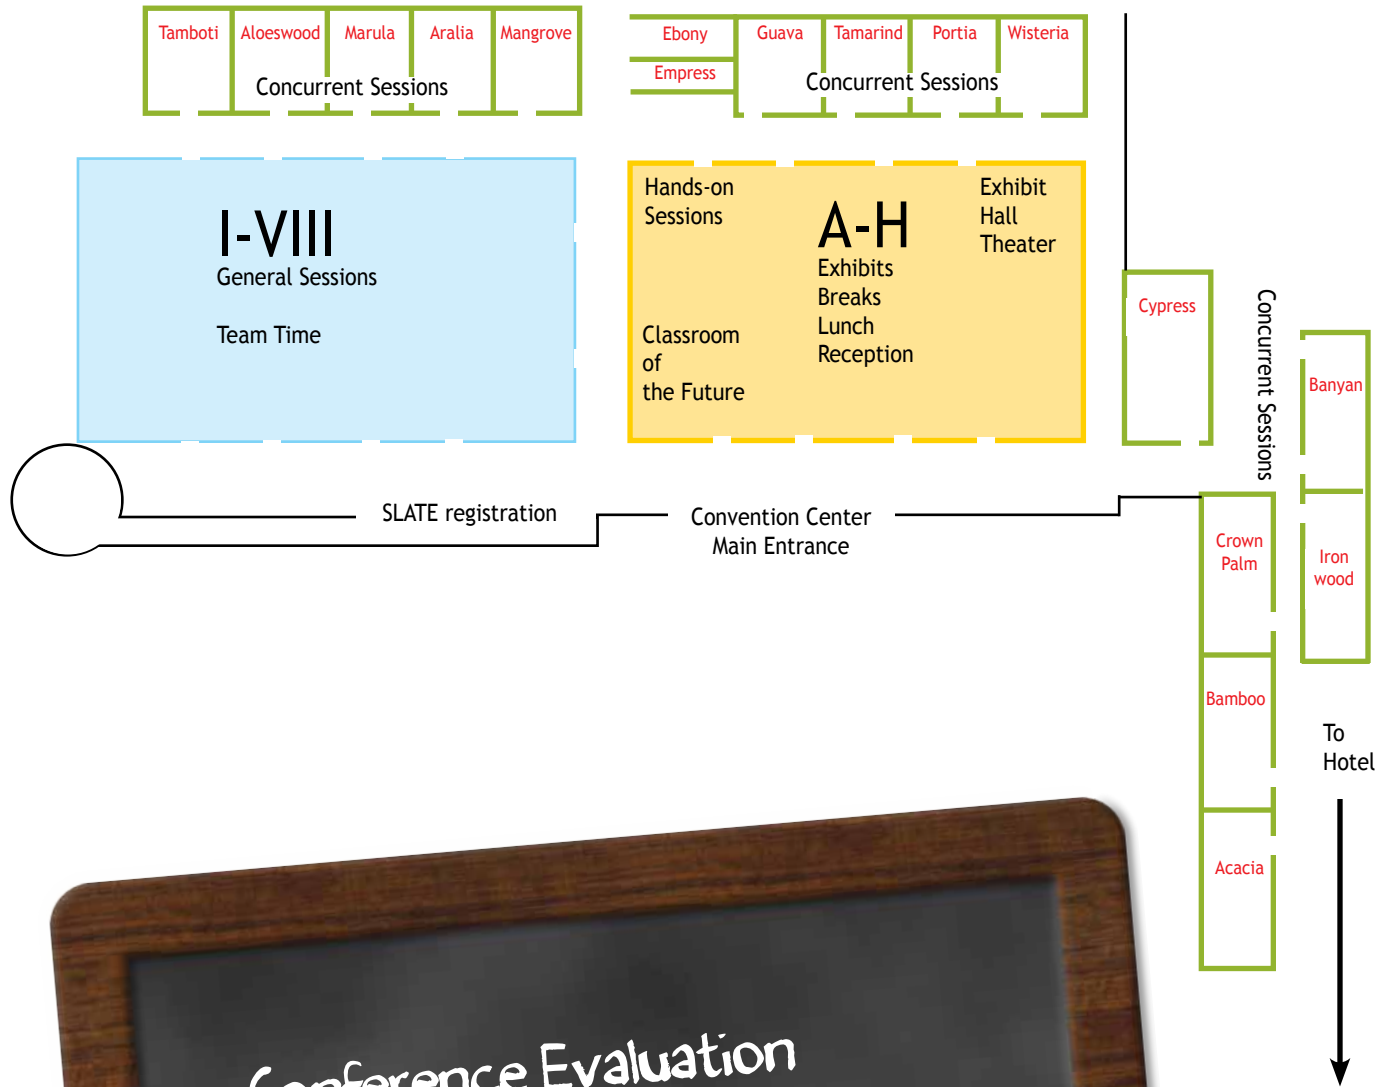 Tamboti Aloeswood Marula Aralia Mangrove
Concurrent Sessions
Ebony Guava Tamarind Portia Wisteria
Empress
Concurrent Sessions
I-VIII
General Sessions
Team Time
Hands-on
Sessions
A-H
Exhibits
Breaks
Lunch
Reception
Exhibit
Hall
Theater
Classroom
of
the Future
Cypress
Concurrent Sessions
Banyan
SLATE registration
Convention Center
Main Entrance
Crown
Palm
Iron
wood
Bamboo
To
Hotel
Acacia
Conference Evaluation